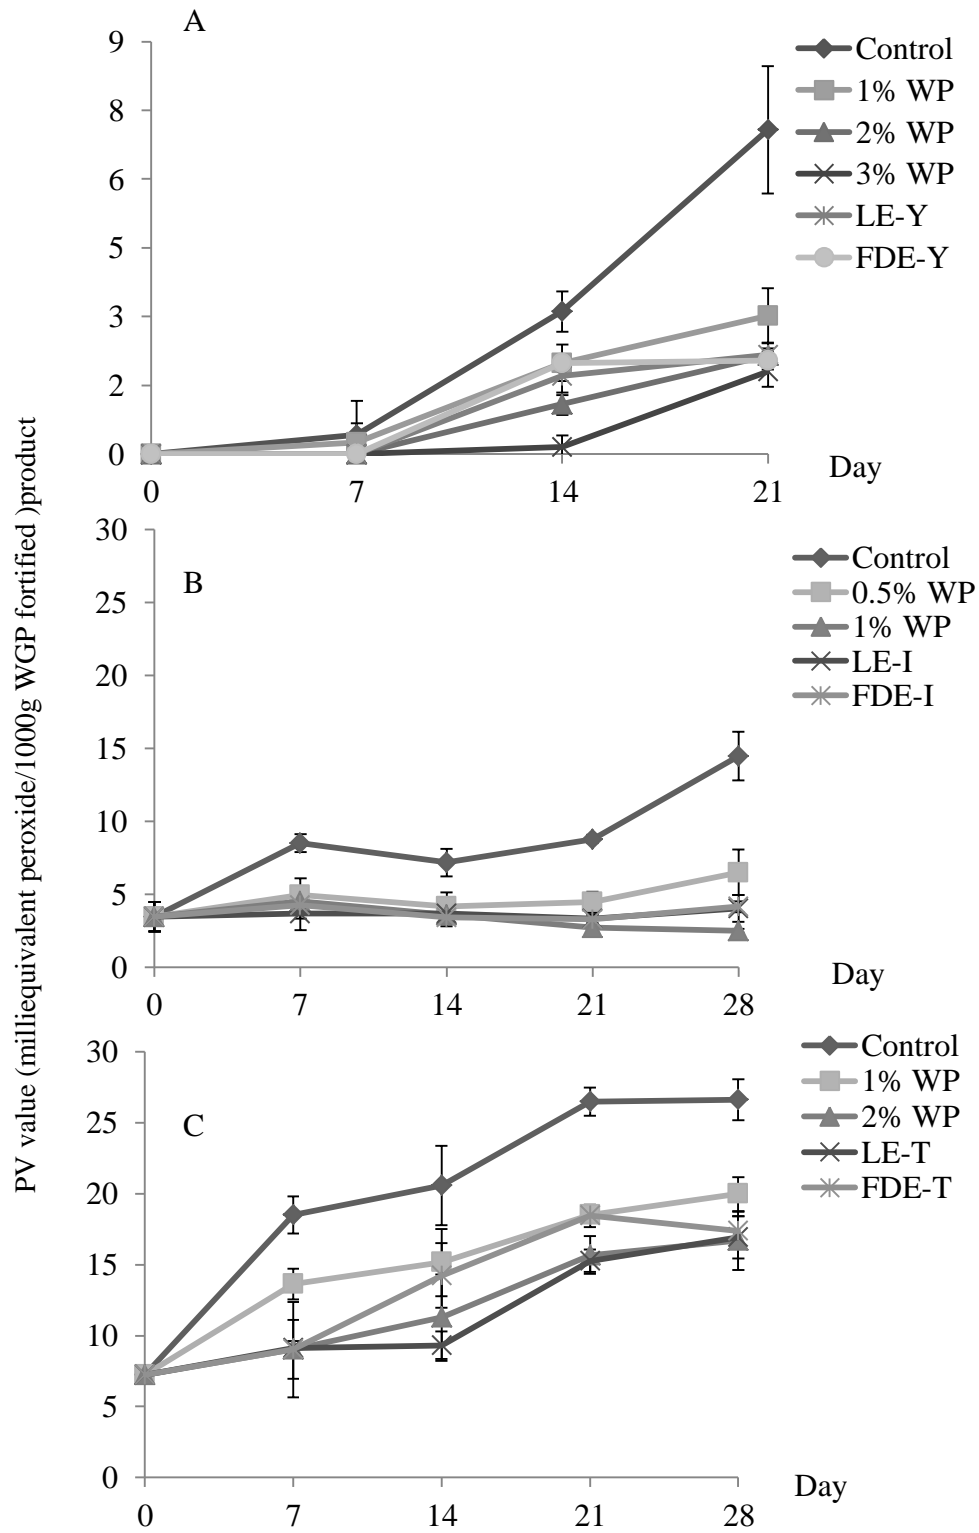 A
9
8
6
5
3
2
0
0 7 14 21
Day
Control
1% WP
2% WP
3% WP
LE-Y
FDE-Y
PV value (milliequivalent peroxide/1000g WGP fortified )product
B
30
25
20
15
10
5
0
0 7 14 21 28
Day
Control
0.5% WP
1% WP
LE-I
FDE-I
C
30
25
20
15
10
5
0
0 7 14 21 28
Day
Control
1% WP
2% WP
LE-T
FDE-T